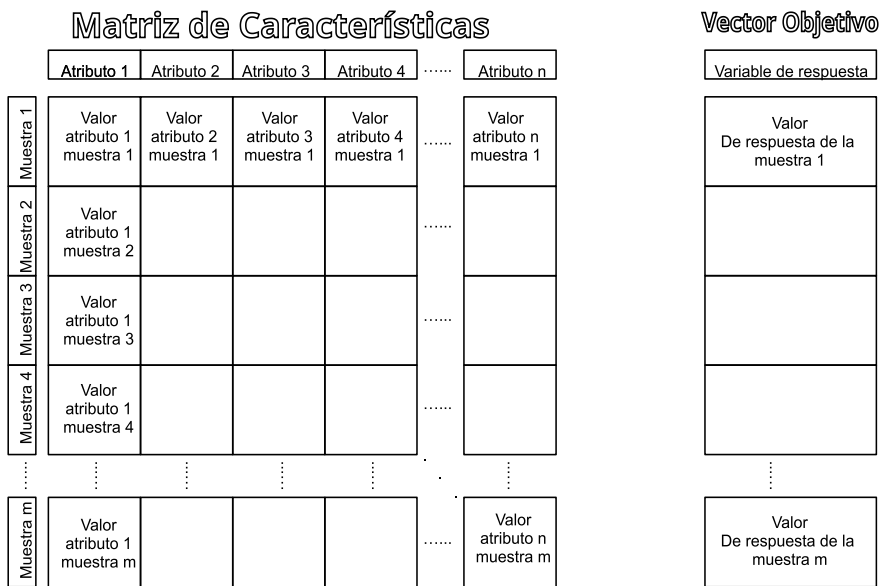 Matriz de Características
Vector Objetivo
Atributo 1
Atributo 2
Atributo 3
Atributo 4
......
Atributo n
Variable de respuesta
Muestra 1
Valor
atributo 1
muestra 1
Valor
atributo 2
muestra 1
Valor
atributo 3
muestra 1
Valor
atributo 4
muestra 1
......
Valor
atributo n
muestra 1
Valor
De respuesta de la
muestra 1
Muestra 2
Valor
atributo 1
muestra 2
......
Muestra 3
Valor
atributo 1
muestra 3
......
Muestra 4
Valor
atributo 1
muestra 4
......
Muestra m
Valor
atributo 1
muestra m
......
Valor
atributo n
muestra m
Valor
De respuesta de la
muestra m